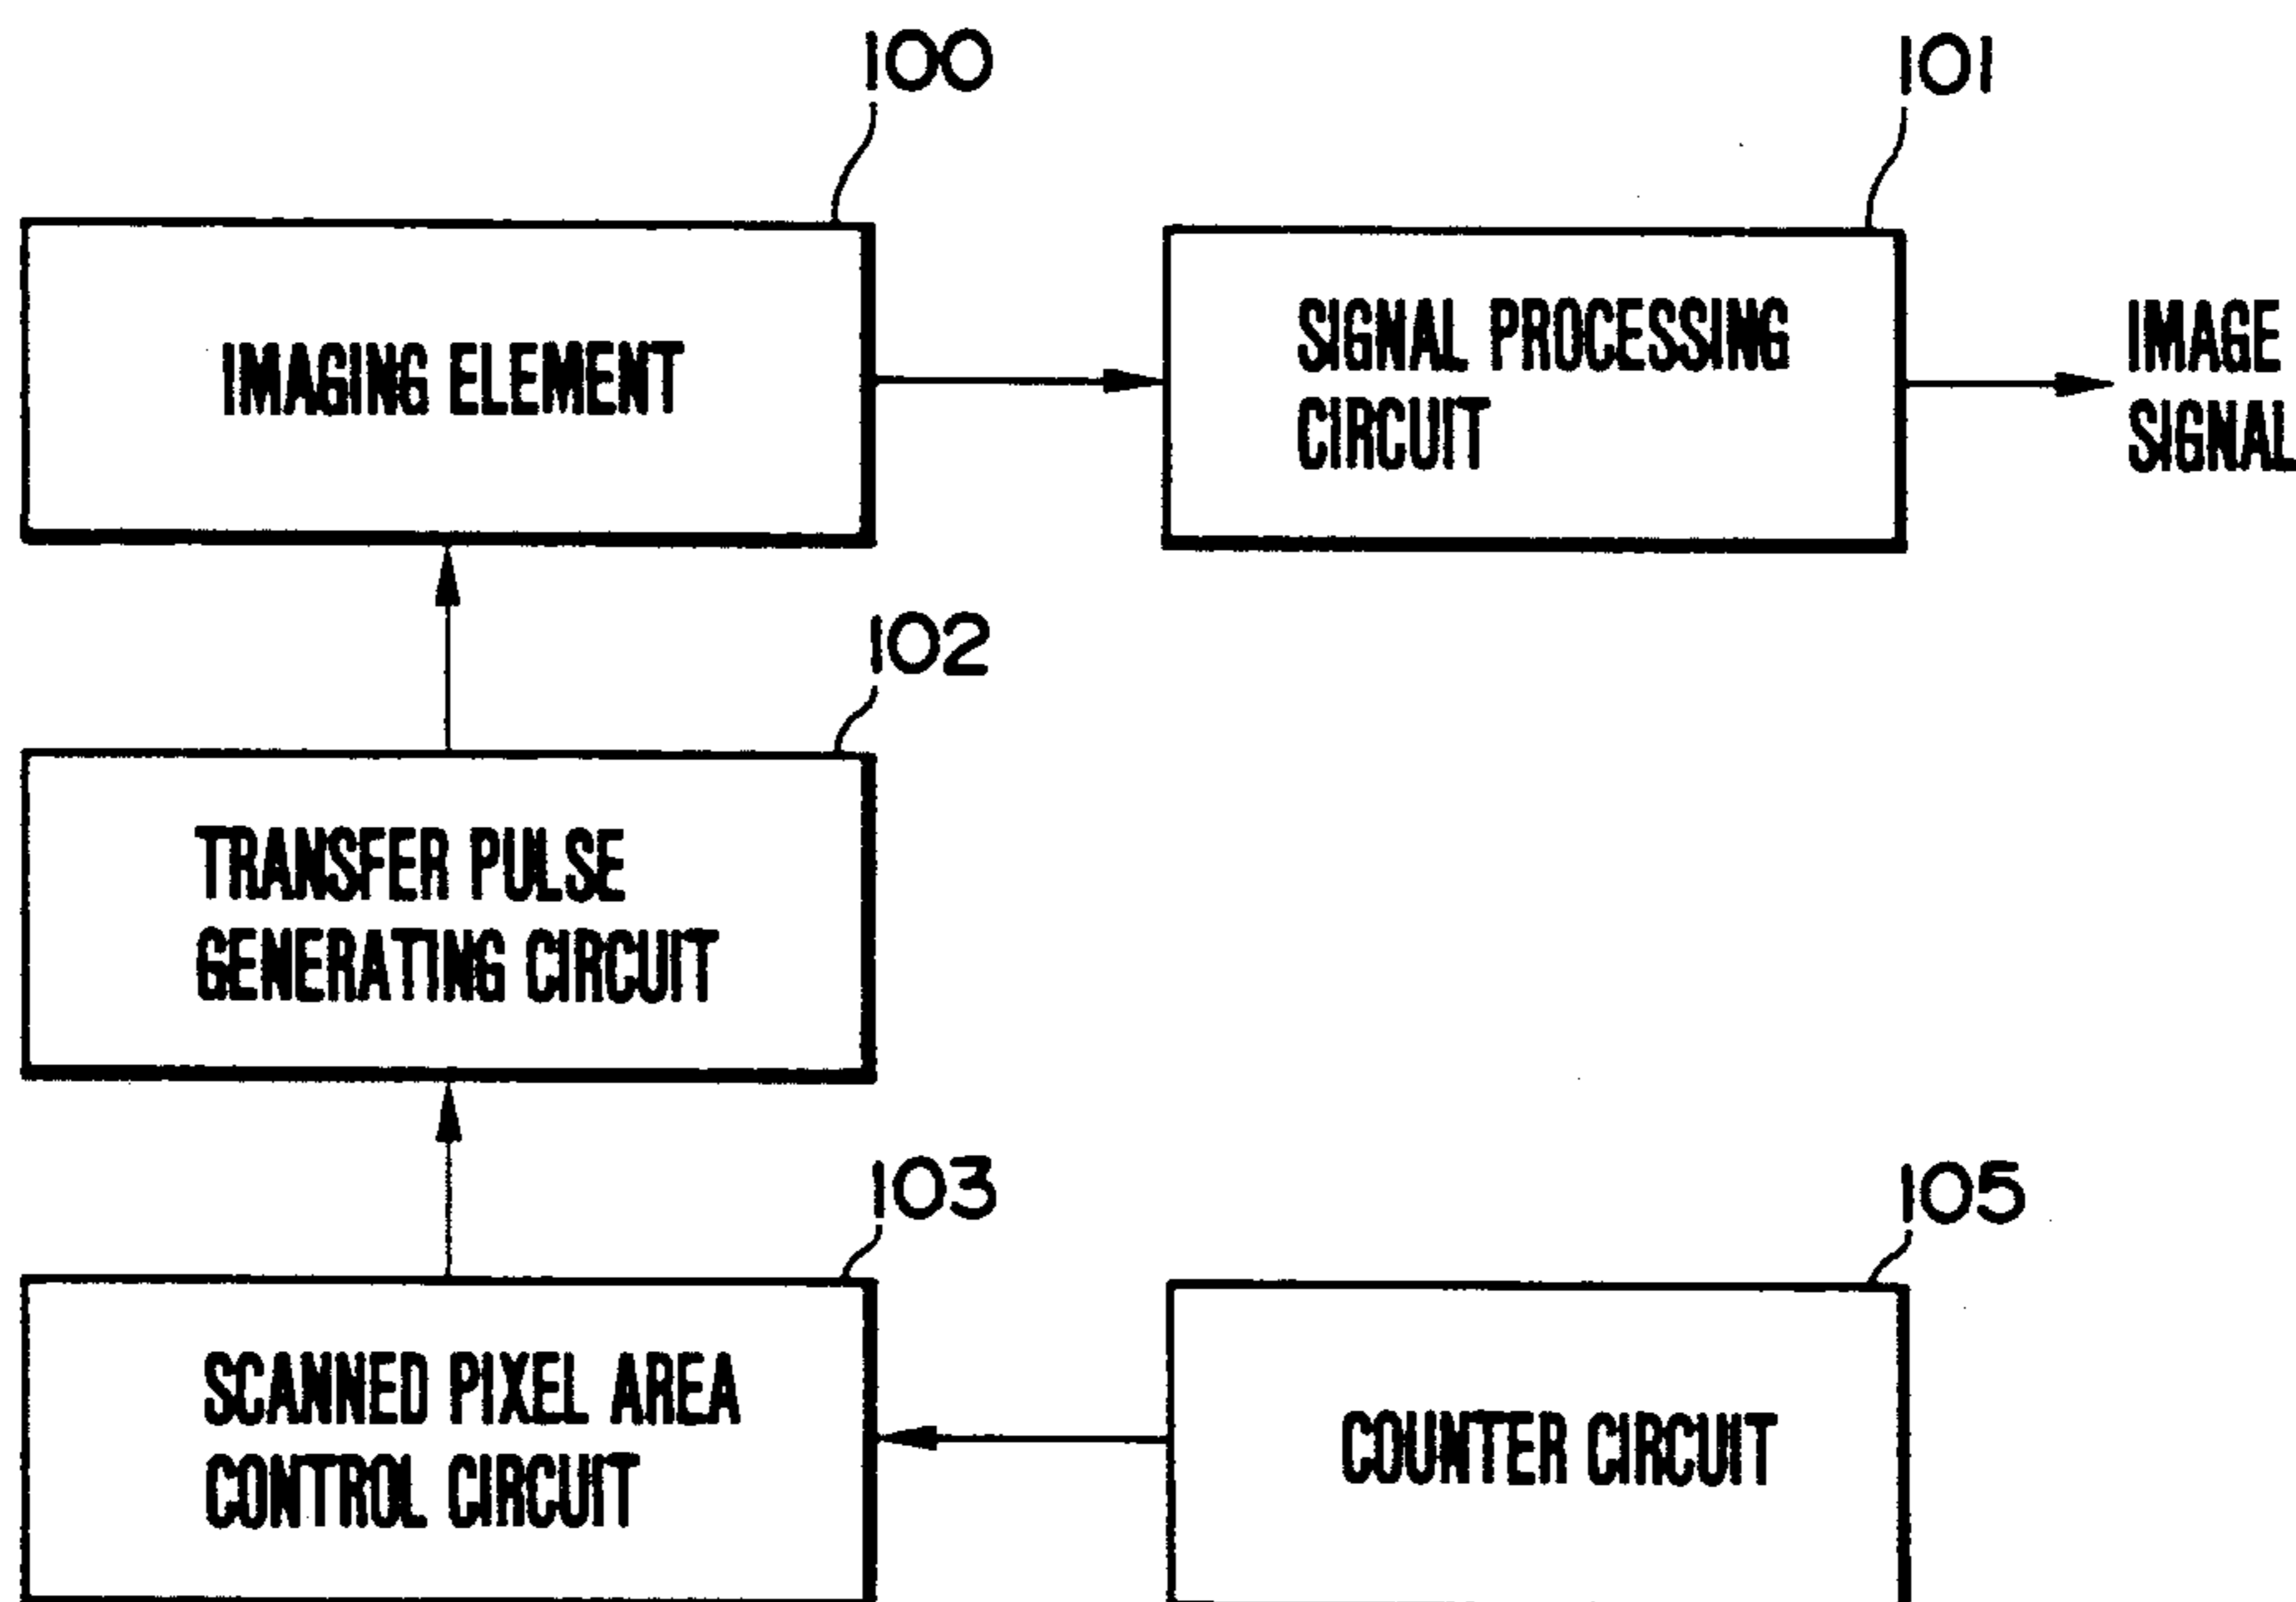 100
101
IMAGING ELEMENT
SIGNAL PROCESSING
CIRCUIT
IMAGE
SIGNAL
102
TRANSFER PULSE
GENERATING CIRCUIT
103
105
SCANNED PIXEL AREA
CONTROL CIRCUIT
COUNTER CIRCUIT